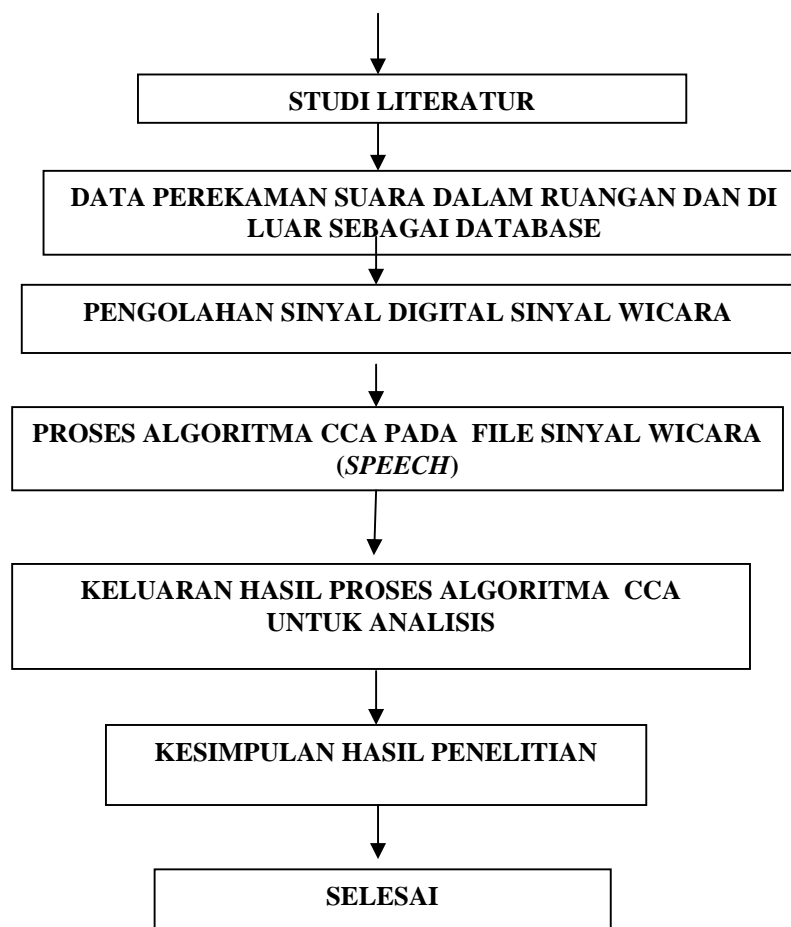 STUDI LITERATUR
DATA PEREKAMAN SUARA DALAM RUANGAN DAN DI
LUAR SEBAGAI DATABASE
PENGOLAHAN SINYAL DIGITAL SINYAL WICARA
PROSES ALGORITMA CCA PADA FILE SINYAL WICARA
(SPEECH)
KELUARAN HASIL PROSES ALGORITMA CCA
UNTUK ANALISIS
KESIMPULAN HASIL PENELITIAN
SELESAI